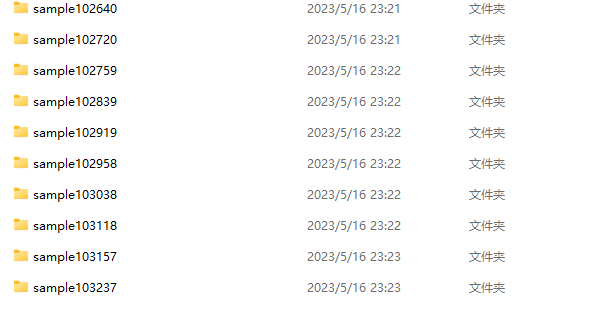 sample102640 2023/5/16 23:21 文件夹
sample102720 2023/5/16 23:21 文件夹
sample102759 2023/5/16 23:22 文件夹
sample102839 2023/5/16 23:22 文件夹
sample102919 2023/5/16 23:22 文件夹
sample102958 2023/5/16 23:22 文件夹
sample103038 2023/5/16 23:22 文件夹
sample103118 2023/5/16 23:22 文件夹
sample103157 2023/5/16 23:23 文件夹
sample103237 2023/5/16 23:23 文件夹